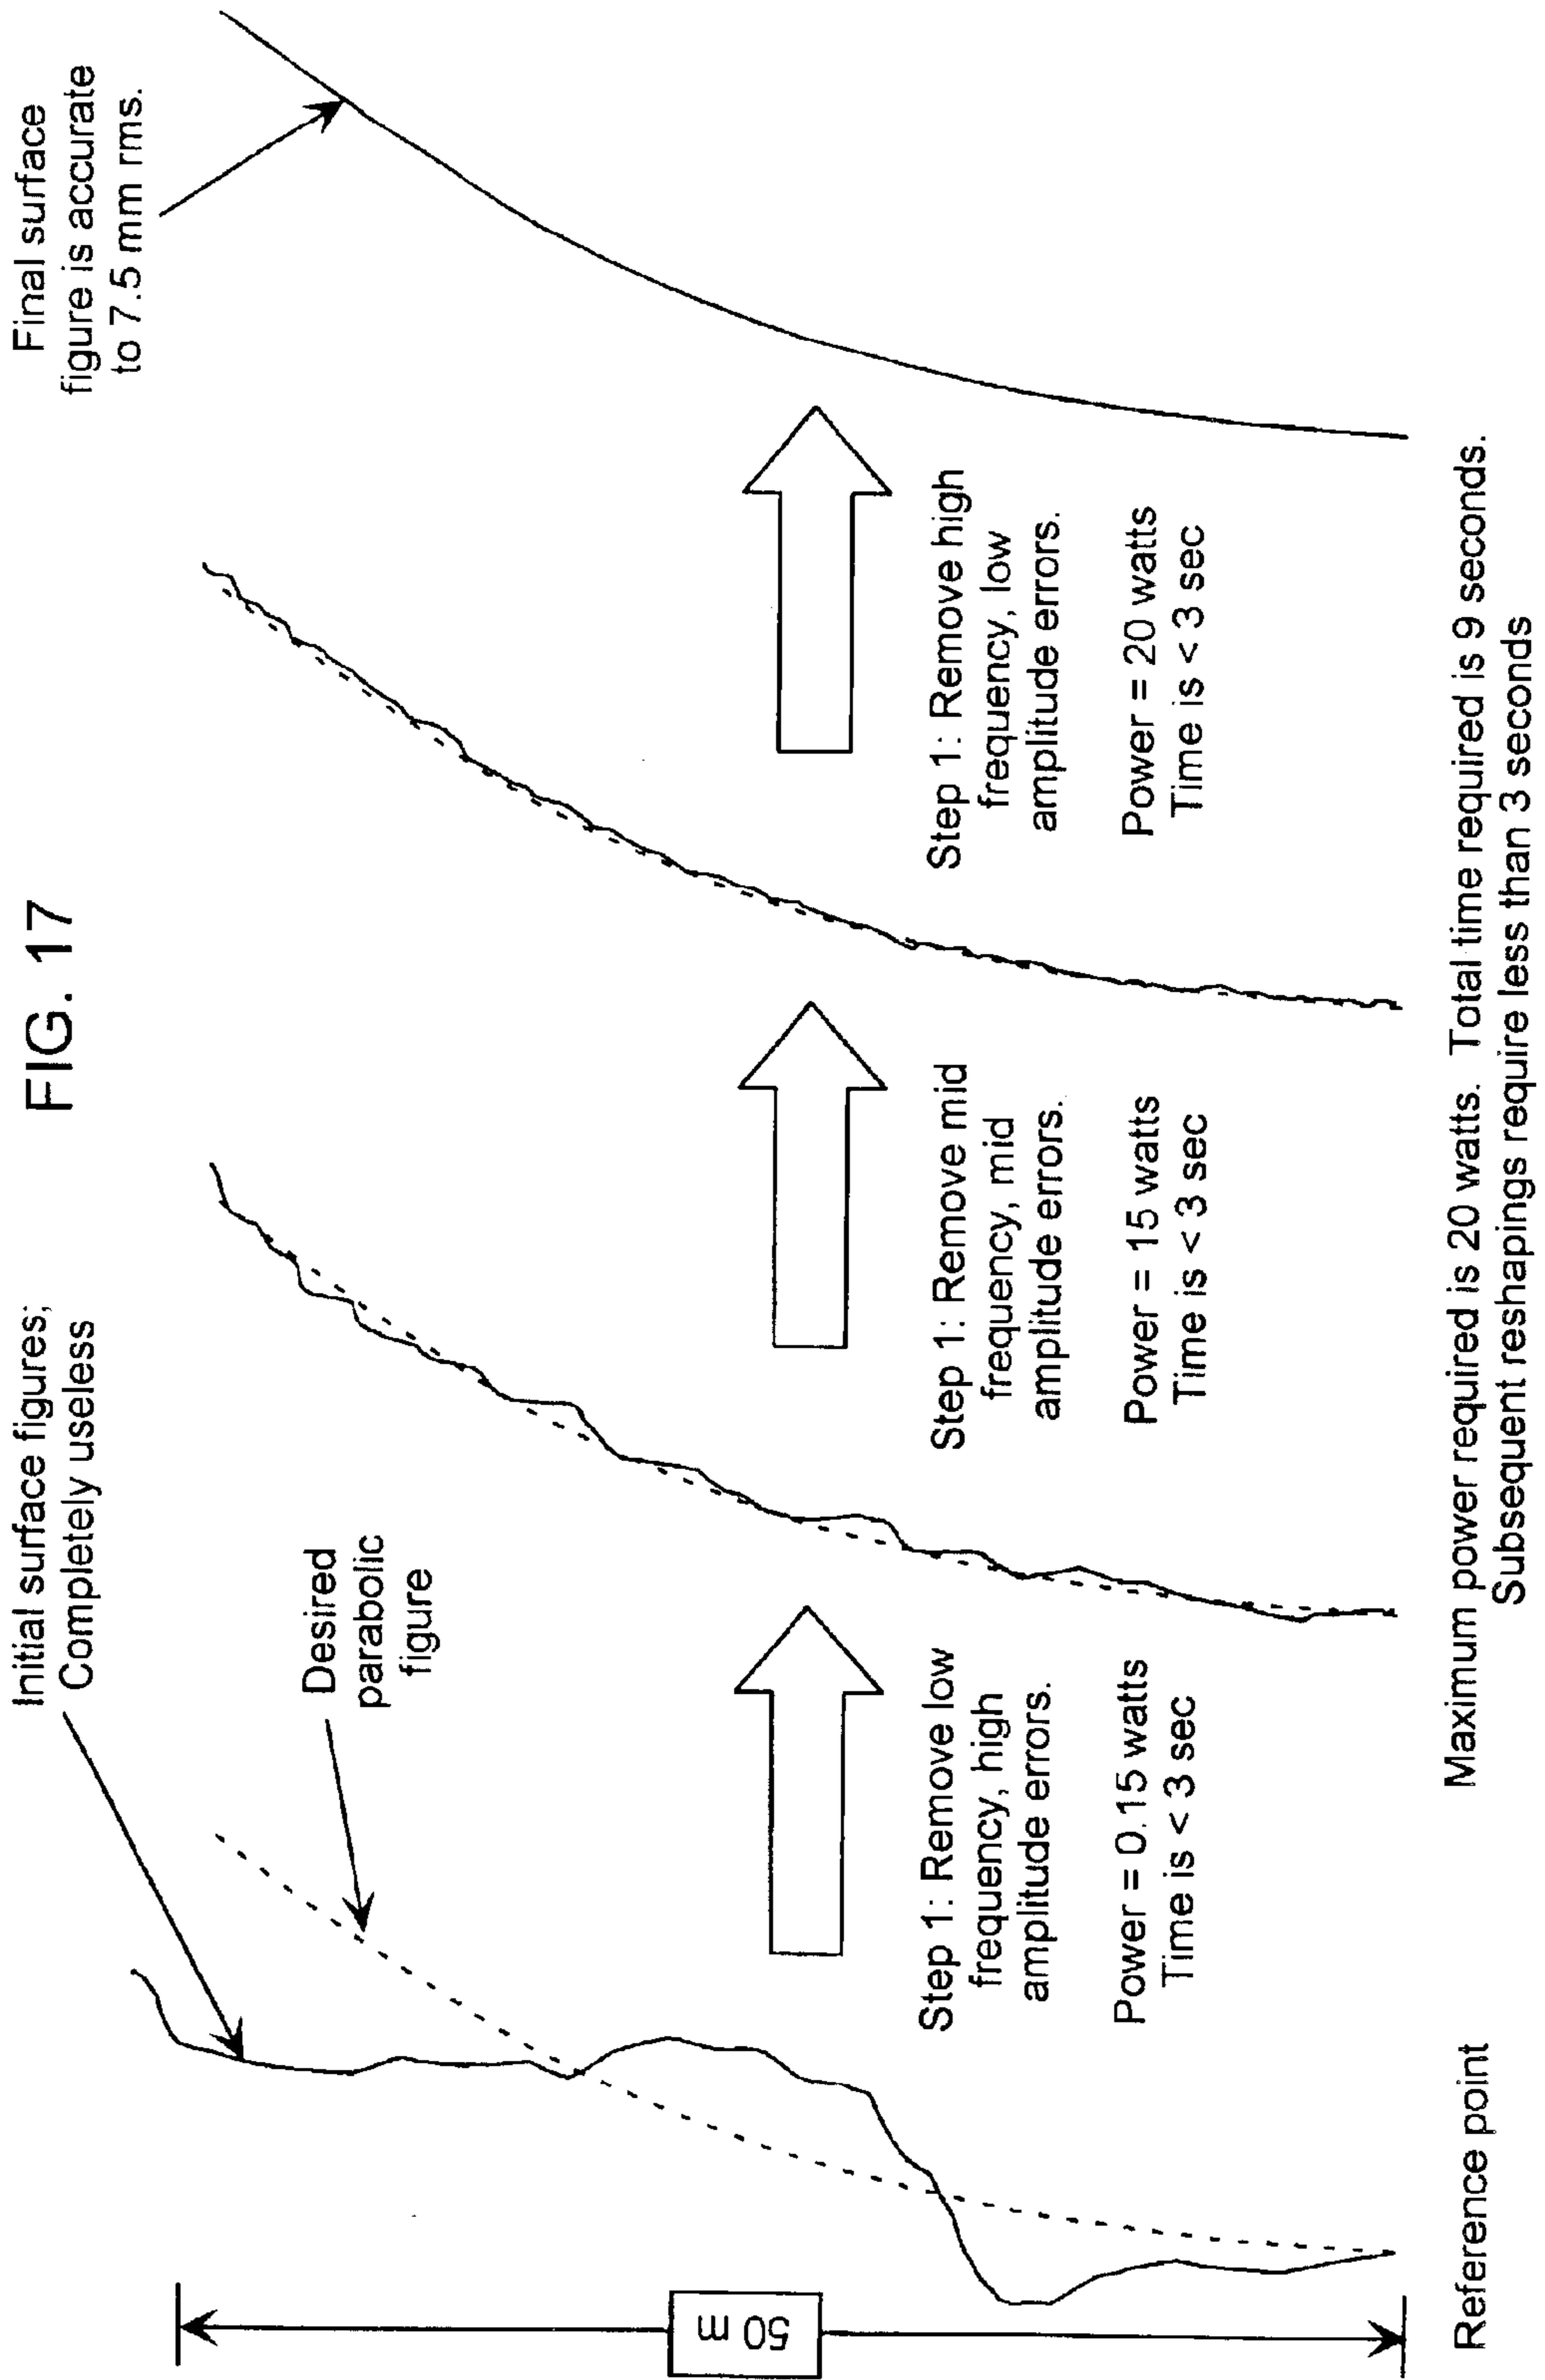 FIG. 17
Initial surface figures;
Completely useless
Desired
parabolic
figure
Final surface
figure is accurate
to 7.5 mm rms.
50 m
Reference point
Step 1: Remove low
frequency, high
amplitude errors.
Power = 0.15 watts
Time is < 3 sec
Step 1: Remove mid
frequency, mid
amplitude errors.
Power = 15 watts
Time is < 3 sec
Step 1: Remove high
frequency, low
amplitude errors.
Power = 20 watts
Time is < 3 sec
Maximum power required is 20 watts. Total time required is 9 seconds.
Subsequent reshapings require less than 3 seconds